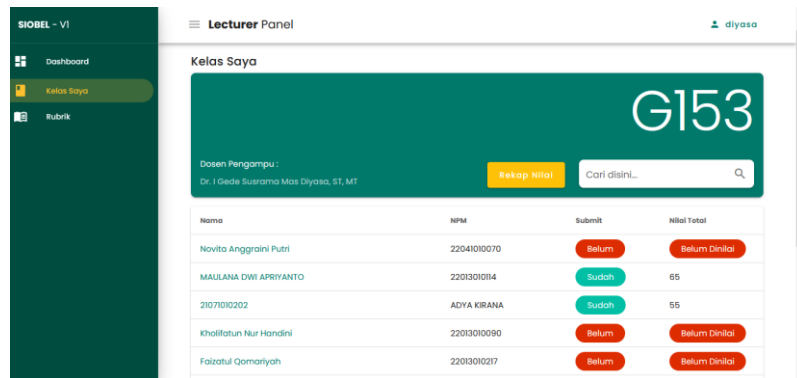 SIOBEL - V1
Lecturer Panel
diyasa
Dashboard
Kelas Saya
Rubrik
Kelas Saya
G153
Dosen Pengampu :
Dr. I Gede Susrama Mas Diyasa, ST, MT
Rekap Nilai
Cari disini...
Nama NPM Submit Nilai Total
Novita Anggraini Putri 22041010070 Belum Belum Dinilai
MAULANA DWI APRIYANTO 22013010114 Sudah 65
21071010202 ADYA KIRANA Sudah 55
Kholifatun Nur Handini 22013010090 Belum Belum Dinilai
Faizatul Qomariyah 22013010217 Belum Belum Dinilai